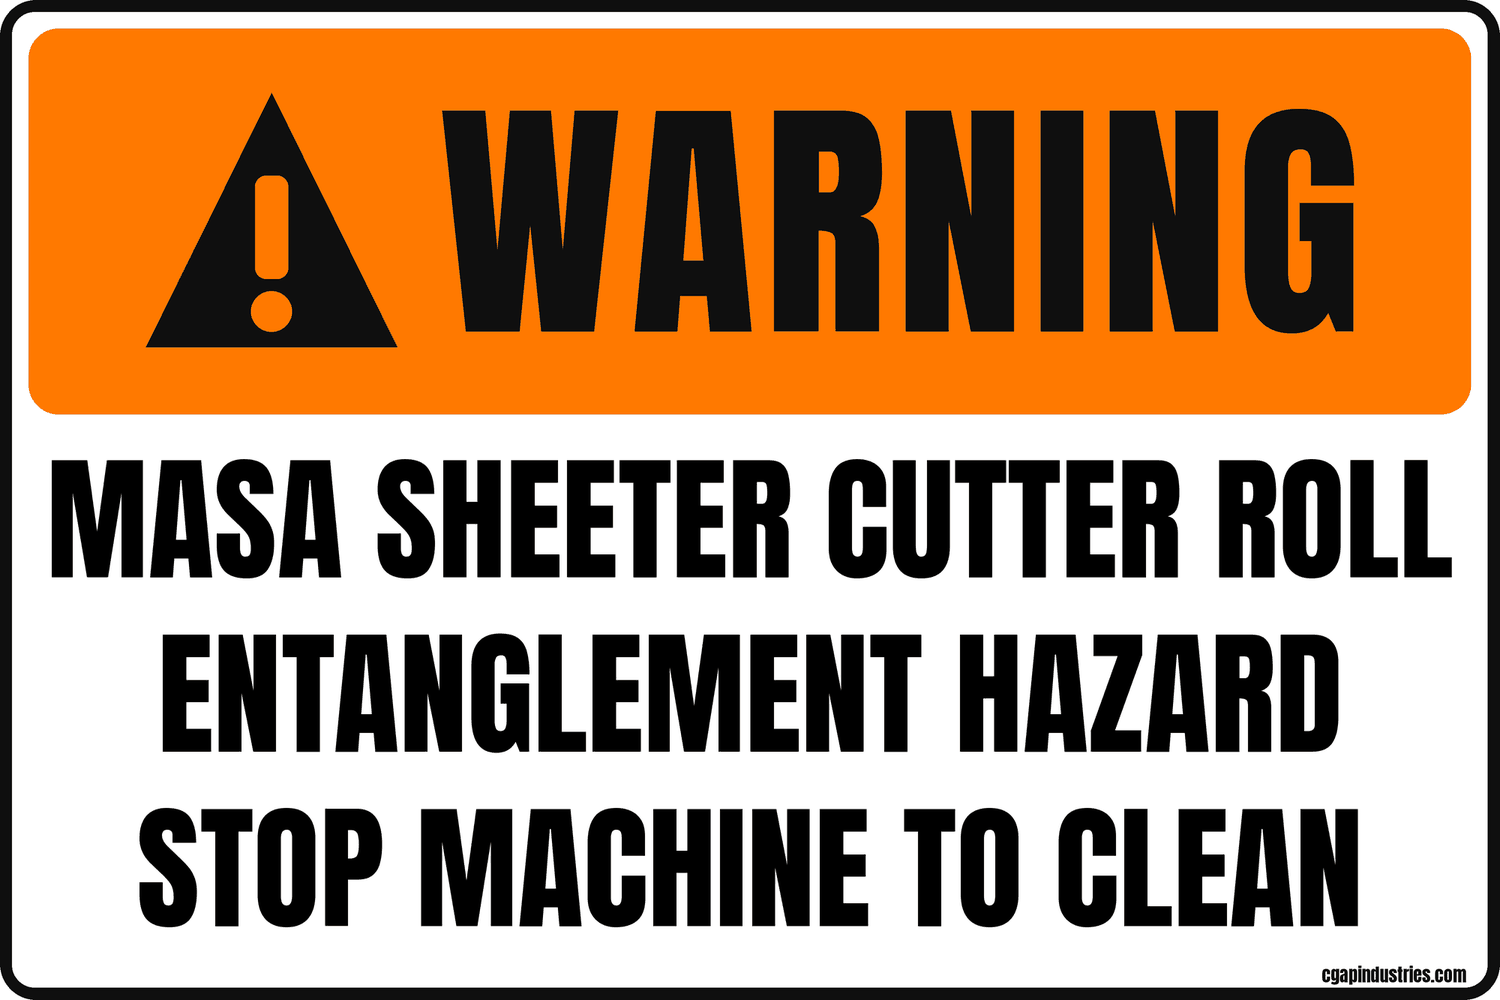 WARNING
MASA SHEETER CUTTER ROLL
ENTANGLEMENT HAZARD
STOP MACHINE TO CLEAN
cgapindustries.com